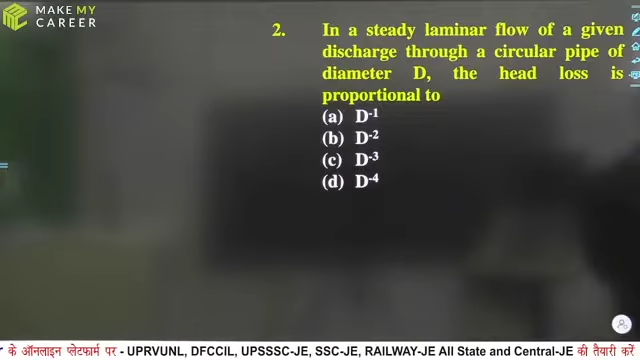 MAKE MY
CAREER
2. In a steady laminar flow of a given
discharge through a circular pipe of
diameter D, the head loss is
proportional to
(a) D⁻¹
(b) D⁻²
(c) D⁻³
(d) D⁻⁴
के ऑनलाइन प्लेटफार्म पर - UPRVUNL, DFCCIL, UPSSSC-JE, SSC-JE, RAILWAY-JE All State and Central-JE की तैयारी करें